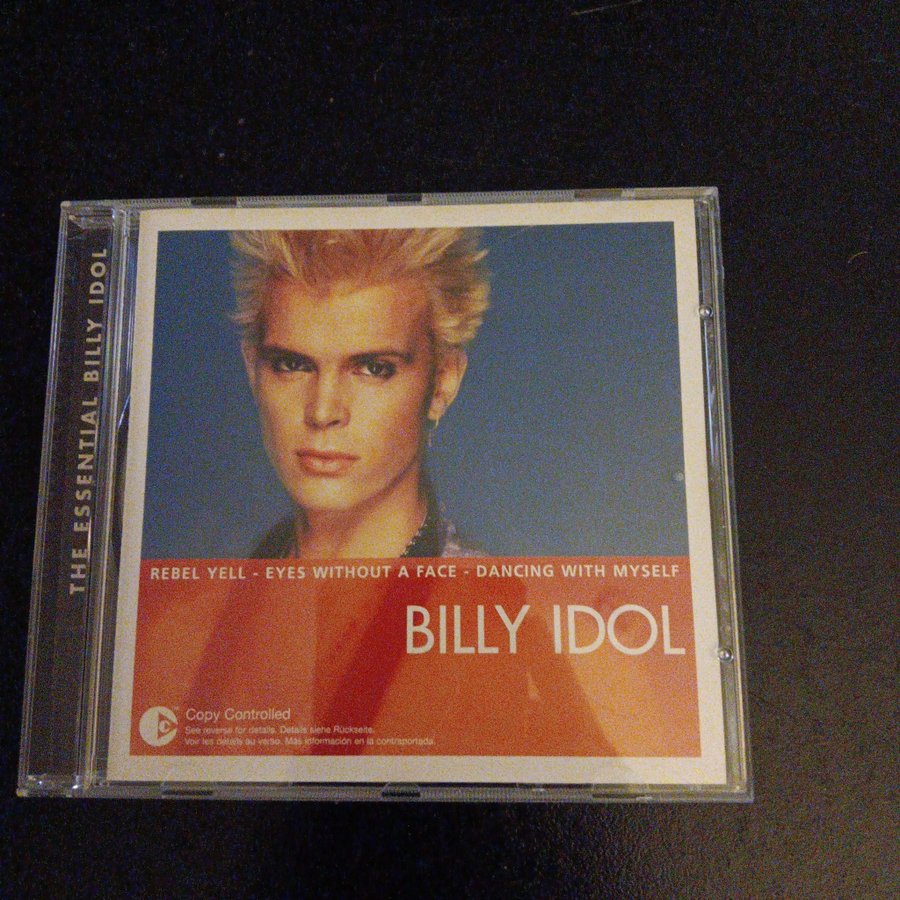 THE ESSENTIAL BILLY IDOL
REBEL YELL - EYES WITHOUT A FACE - DANCING WITH MYSELF
BILLY IDOL
Copy Controlled
See reverse for details. Details siehe Rückseite.
Voir les détails au verso. Más información en la contraportada.